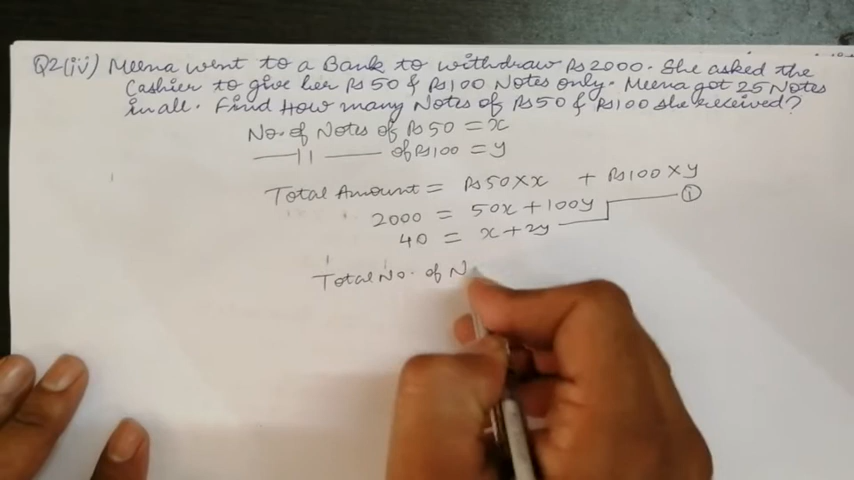 Q2(iv) Meena went to a Bank to withdraw Rs 2000. She asked the
Cashier to give her Rs 50 & Rs 100 Notes only. Meena got 25 Notes
in all. Find How many Notes of Rs 50 & Rs 100 she received?
No. of Notes of Rs 50 = x
—— 11 —— of Rs 100 = y
Total Amount = Rs 50 × x + Rs 100 × y
2000 = 50x + 100y
40 = x + 2y —— ①
Total No. of N